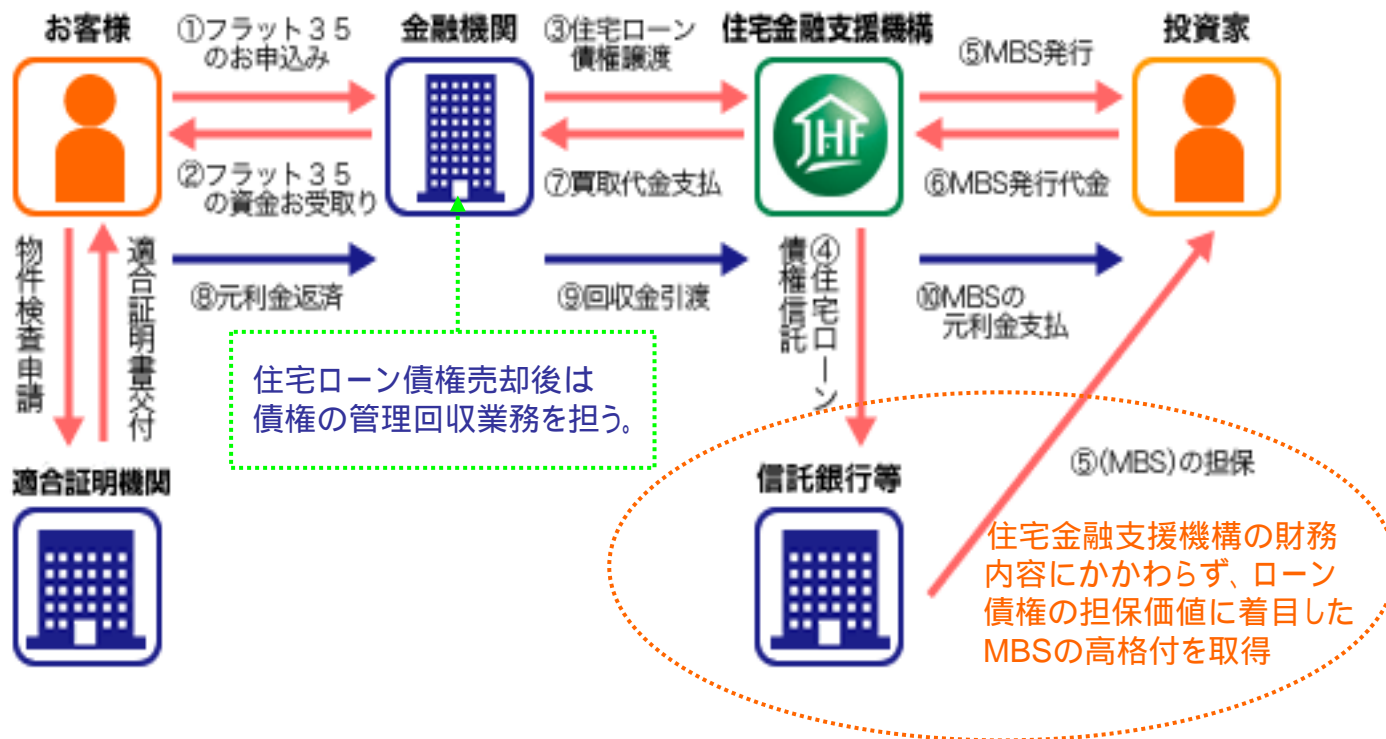 お客様
①フラット３５
のお申込み
金融機関
③住宅ローン
債権譲渡
住宅金融支援機構
⑤MBS発行
投資家
JHF
②フラット３５
の資金お受取り
⑦買取代金支払
⑥MBS発行代金
物件検査申請
適合証明書交付
⑧元利金返済
⑨回収金引渡
④住宅ローン
債権信託
⑩MBSの
元利金支払
住宅ローン債権売却後は
債権の管理回収業務を担う。
適合証明機関
信託銀行等
⑤(MBS)の担保
住宅金融支援機構の財務
内容にかかわらず、ローン
債権の担保価値に着目した
MBSの高格付を取得